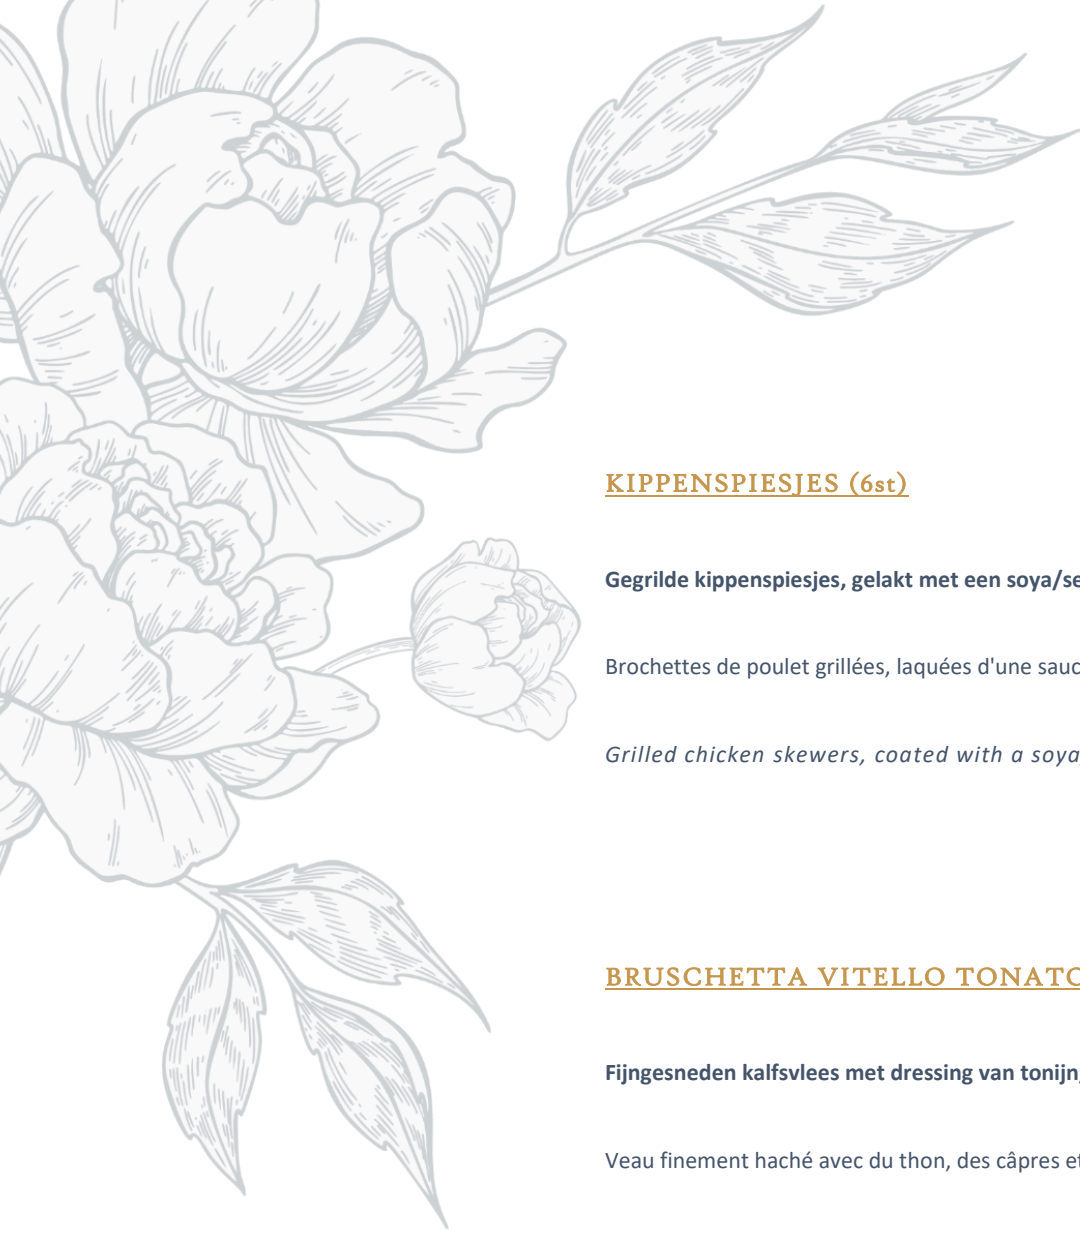 KIPPENSPIESJES (6st)
Gegrilde kippenspiesjes, gelakt met een soya/se
Brochettes de poulet grillées, laquées d'une sauc
Grilled chicken skewers, coated with a soya
BRUSCHETTA VITELLO TONATO
Fijngesneden kalfsvlees met dressing van tonijn,
Veau finement haché avec du thon, des câpres et